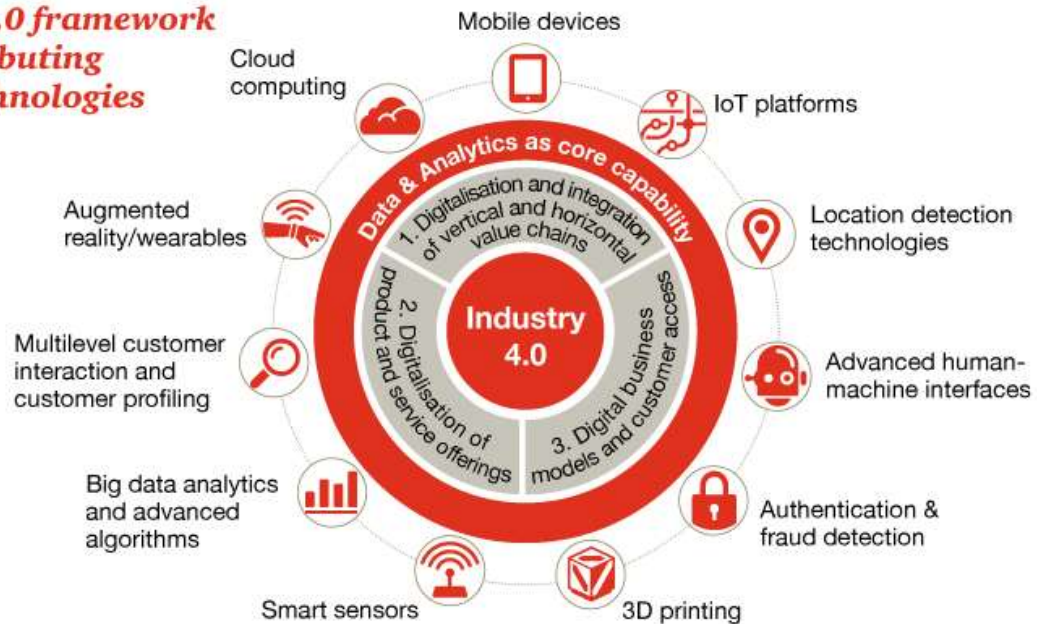 .0 framework
buting
nnologies
Mobile devices
Cloud
computing
IoT platforms
Augmented
reality/wearables
Location detection
technologies
Multilevel customer
interaction and
customer profiling
Advanced human-
machine interfaces
Big data analytics
and advanced
algorithms
Authentication &
fraud detection
Smart sensors
3D printing
Data & Analytics as core capability
1. Digitalisation and integration
of vertical and horizontal
value chains
2. Digitalisation of
product and service offerings
3. Digital business
models and customer access
Industry
4.0